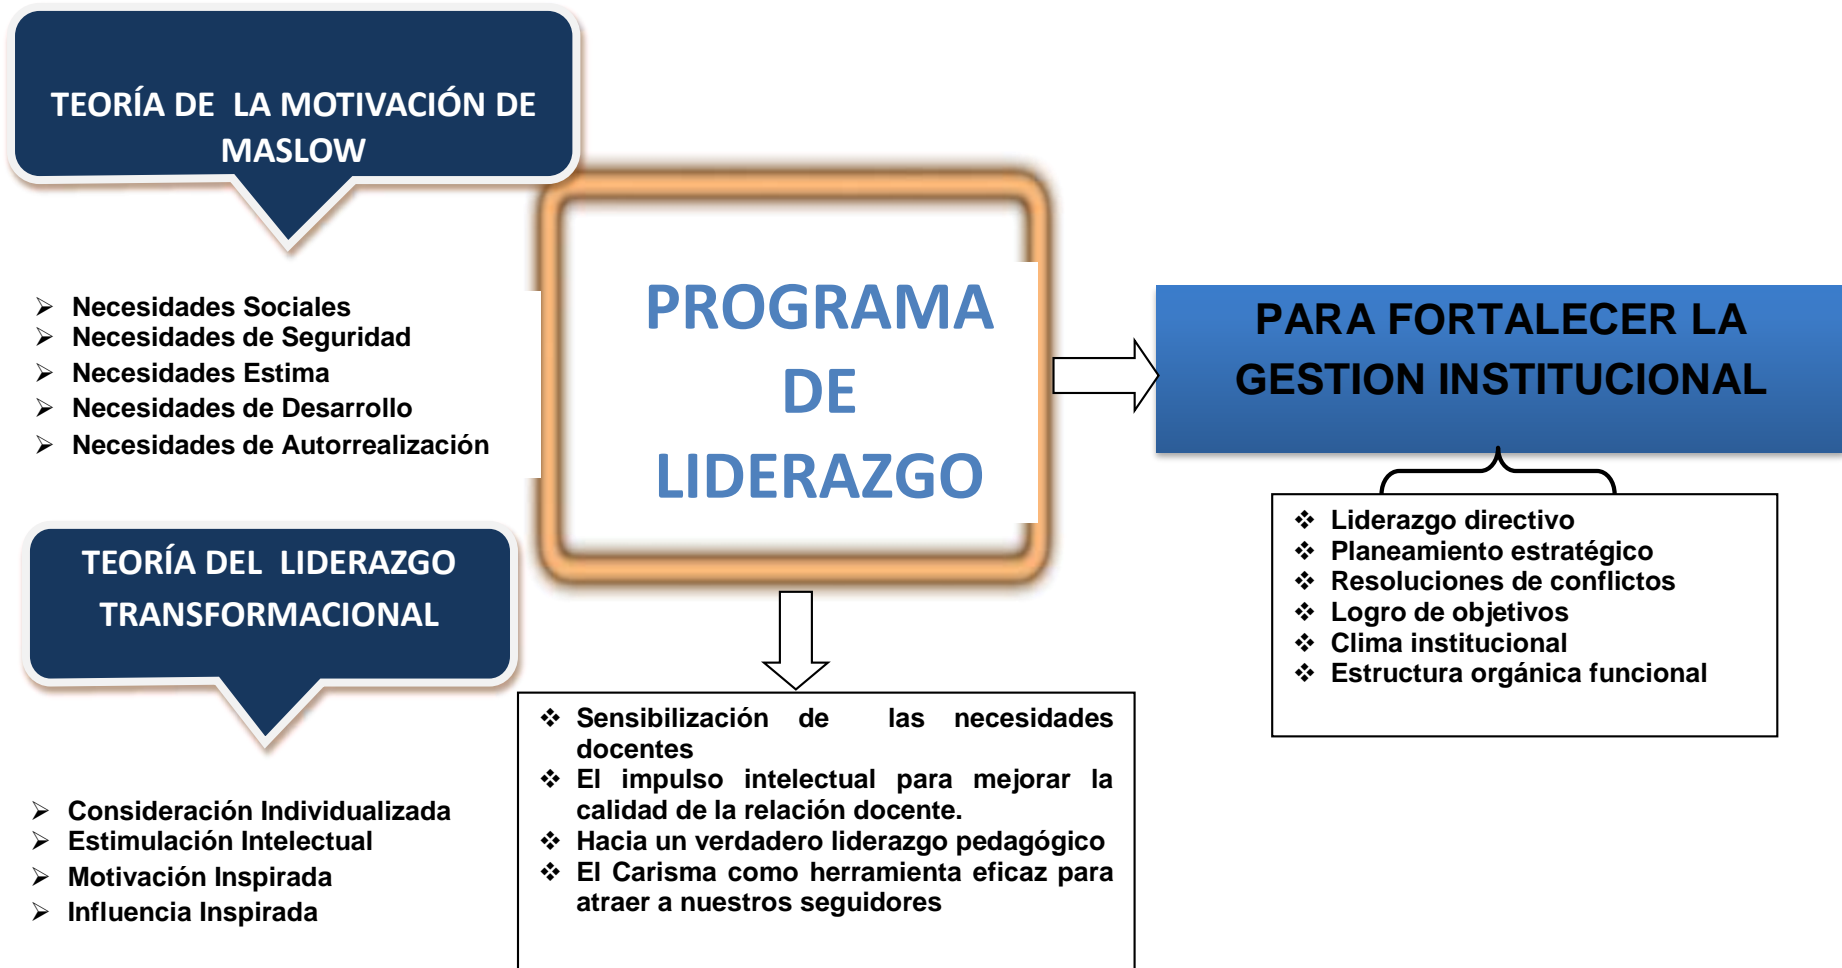 TEORÍA DE LA MOTIVACIÓN DE
MASLOW
➢ Necesidades Sociales
➢ Necesidades de Seguridad
➢ Necesidades Estima
➢ Necesidades de Desarrollo
➢ Necesidades de Autorrealización
TEORÍA DEL LIDERAZGO
TRANSFORMACIONAL
➢ Consideración Individualizada
➢ Estimulación Intelectual
➢ Motivación Inspirada
➢ Influencia Inspirada
PROGRAMA
DE
LIDERAZGO
❖ Sensibilización de las necesidades
docentes
❖ El impulso intelectual para mejorar la
calidad de la relación docente.
❖ Hacia un verdadero liderazgo pedagógico
❖ El Carisma como herramienta eficaz para
atraer a nuestros seguidores
PARA FORTALECER LA
GESTION INSTITUCIONAL
❖ Liderazgo directivo
❖ Planeamiento estratégico
❖ Resoluciones de conflictos
❖ Logro de objetivos
❖ Clima institucional
❖ Estructura orgánica funcional